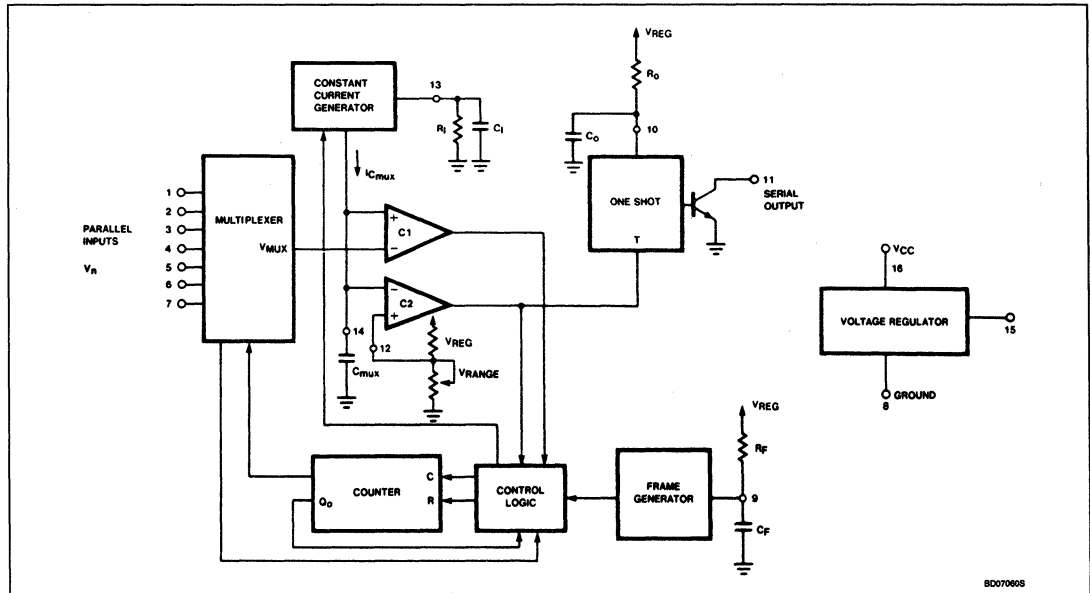 CONSTANT
CURRENT
GENERATOR
13
RI
CI
VREG
RO
CO
10
ONE SHOT
T
11
SERIAL
OUTPUT
iCmux
PARALLEL
INPUTS
Vn
1
2
3
4
5
6
7
MULTIPLEXER
VMUX
+
C1
−
−
C2
+
14
Cmux
12
VREG
VRANGE
VCC
16
VOLTAGE REGULATOR
15
8
GROUND
COUNTER
QD
C
R
CONTROL
LOGIC
FRAME
GENERATOR
VREG
RF
9
CF
BD07060S